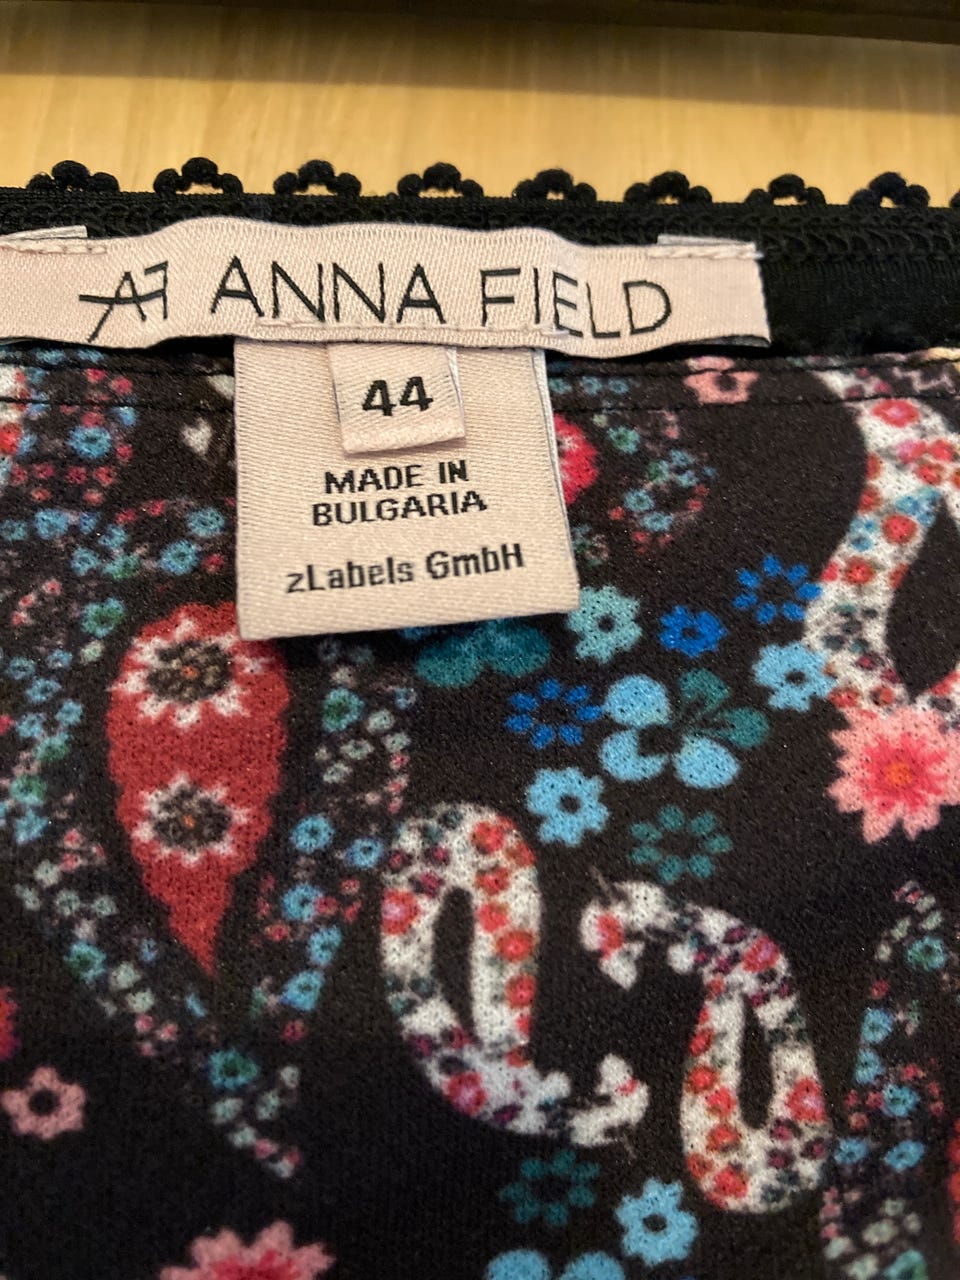 AF ANNA FIELD
44
MADE IN
BULGARIA
zLabels GmbH